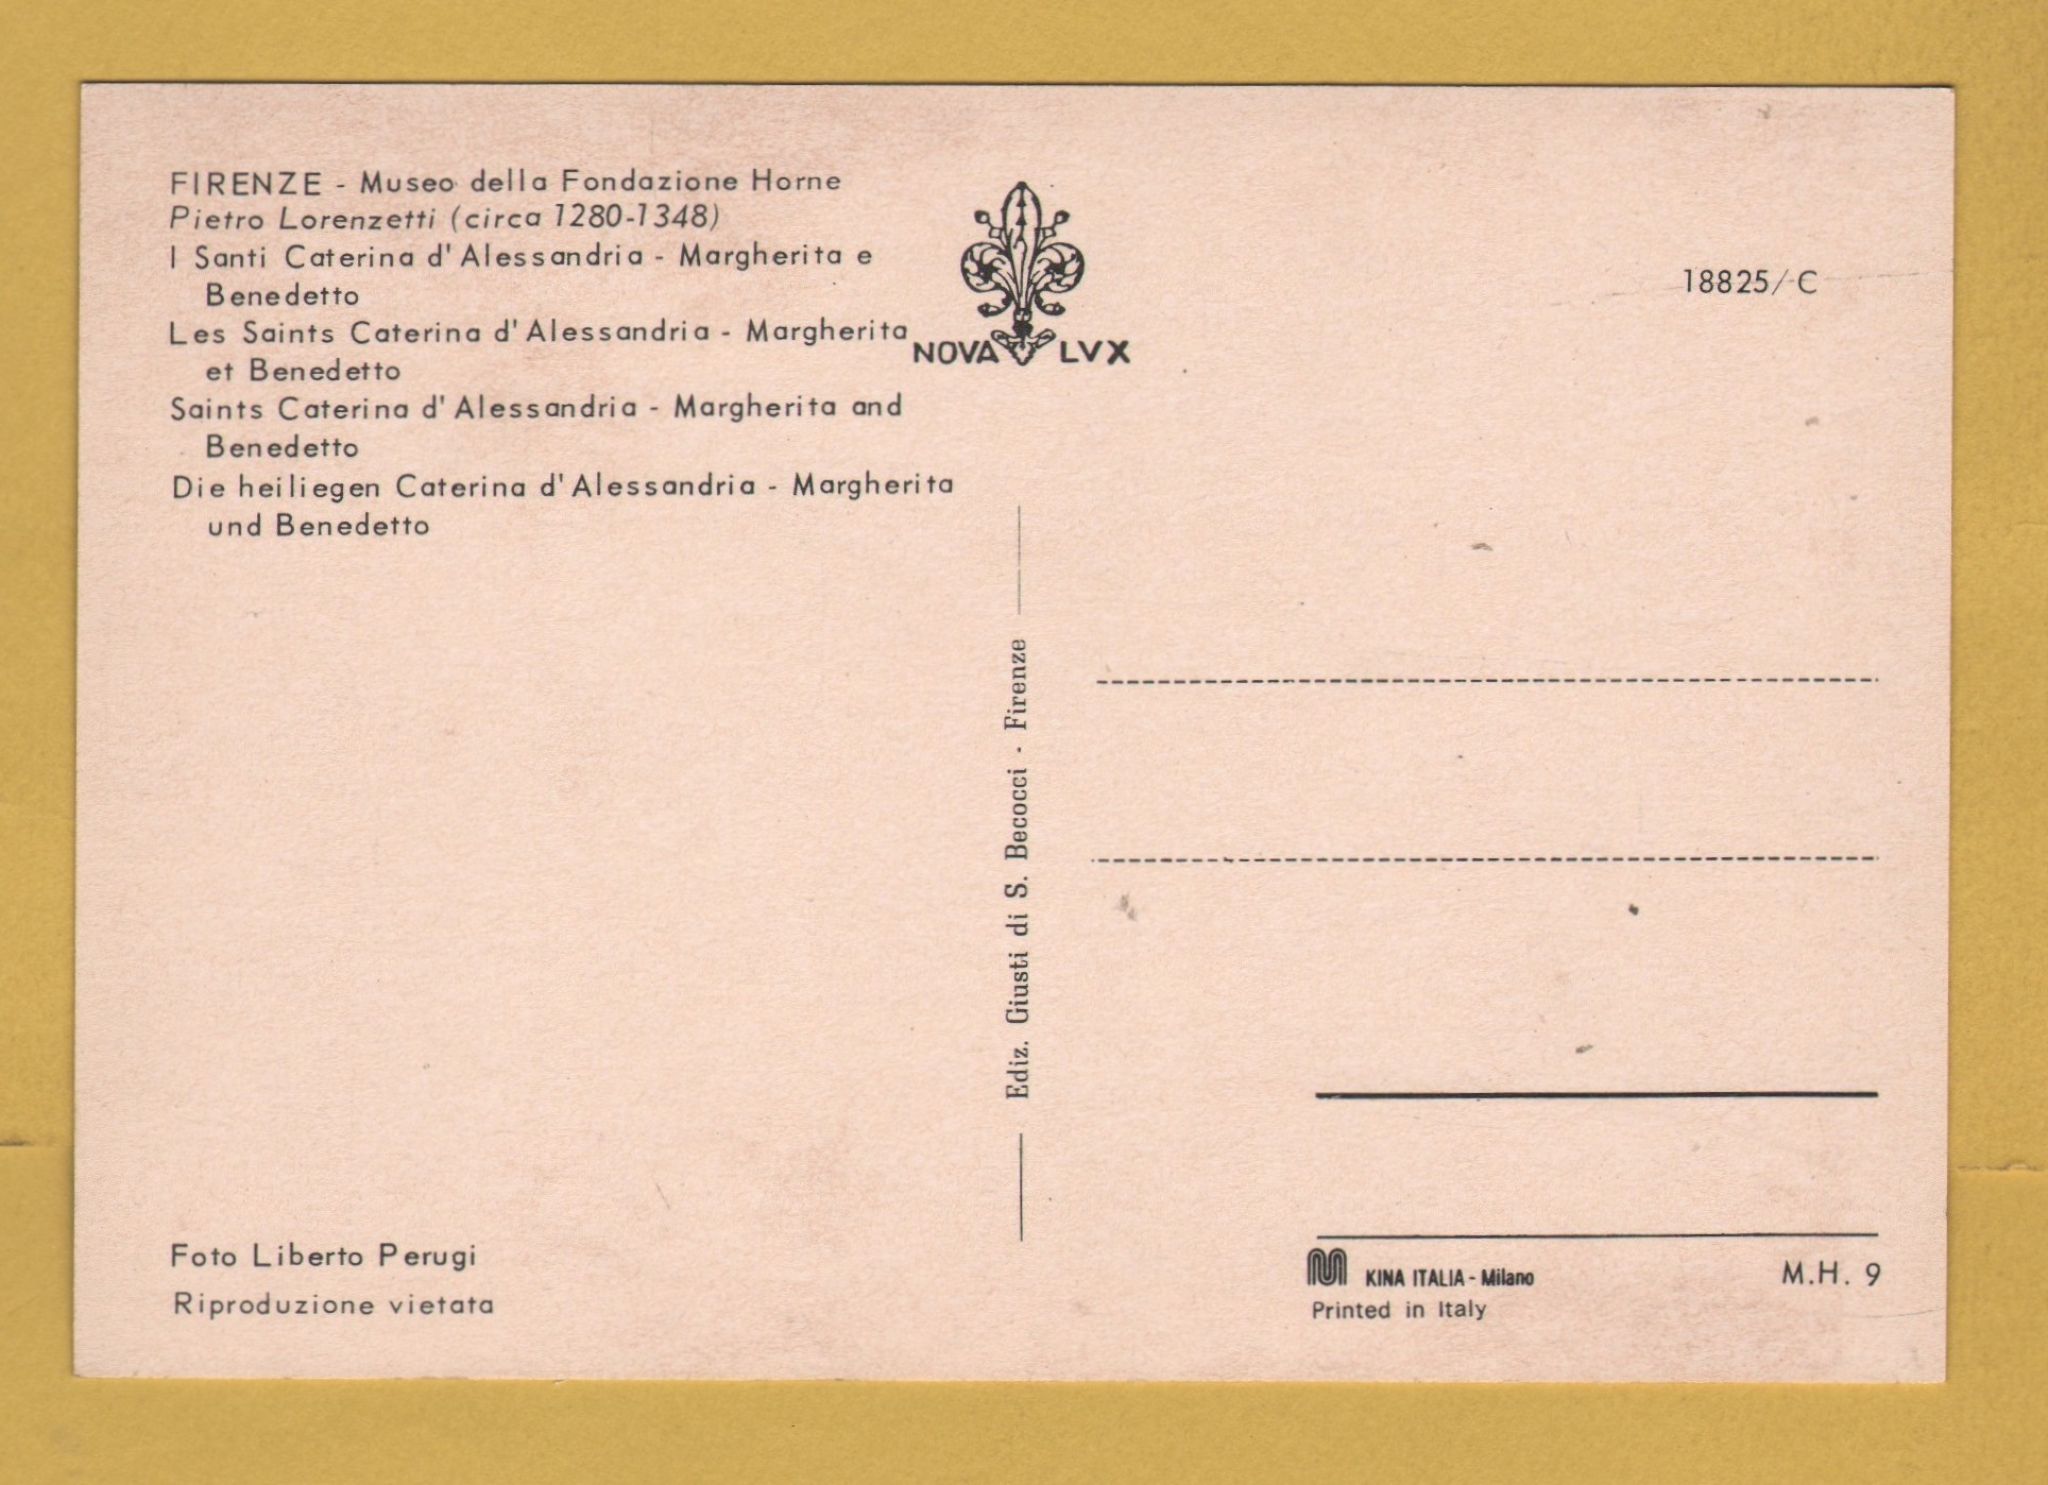 FIRENZE - Museo della Fondazione Horne
Pietro Lorenzetti (circa 1280-1348)
I Santi Caterina d'Alessandria - Margherita e
Benedetto
Les Saints Caterina d'Alessandria - Margherita
et Benedetto
Saints Caterina d'Alessandria - Margherita and
Benedetto
Die heiliegen Caterina d'Alessandria - Margherita
und Benedetto
NOVA LVX
18825/C
Ediz. Giusti di S. Becocci - Firenze
Foto Liberto Perugi
Riproduzione vietata
KINA ITALIA - Milano
Printed in Italy
M.H. 9